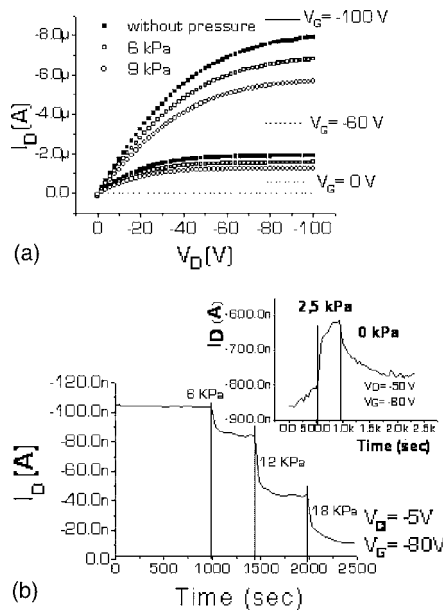 -8.0µ
-6.0µ
-4.0µ
-2.0µ
0.0
I_D[A]
without pressure
6 kPa
9 kPa
V_G= -100 V
V_G= -60 V
V_G= 0 V
0 -20 -40 -60 -80 -100
V_D[V]
(a)
2,5 kPa
0 kPa
I_D(A)
-600.0n
-700.0n
-800.0n
-900.0n
V_D= -50V
V_G= -80V
Time (sec)
-120.0n
-100.0n
-80.0n
-60.0n
-40.0n
-20.0n
0.0
I_D [A]
6 KPa
12 KPa
18 KPa
V_D= -5V
V_G= -80V
0 500 1000 1500 2000 2500
Time (sec)
(b)